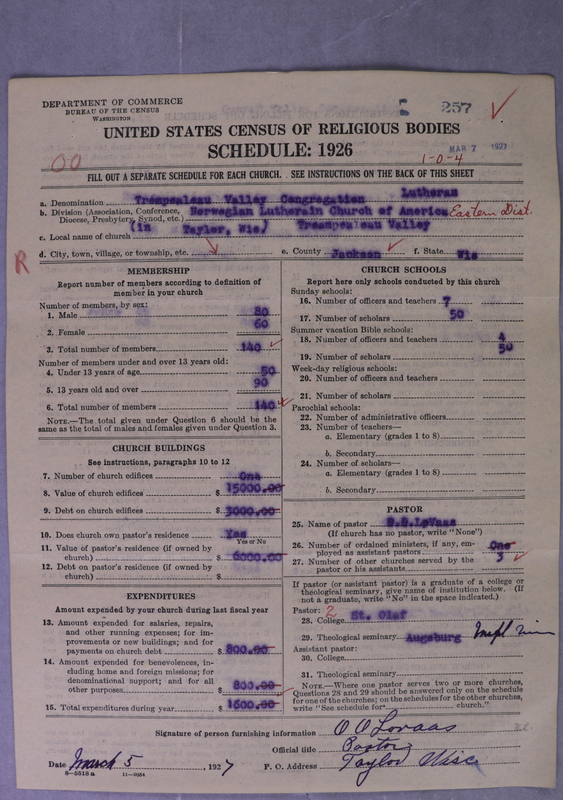 DEPARTMENT OF COMMERCE
BUREAU OF THE CENSUS
WASHINGTON
257
UNITED STATES CENSUS OF RELIGIOUS BODIES
SCHEDULE: 1926
MAR 7 1927
1-0-4
00
FILL OUT A SEPARATE SCHEDULE FOR EACH CHURCH. SEE INSTRUCTIONS ON THE BACK OF THIS SHEET
a. Denomination Trempealeau Valley Congregation Lutheran
b. Division (Association, Conference, Diocese, Presbytery, Synod, etc.) Norwegian Lutherain Church of America Eastern Dist.
c. Local name of church (in Taylor, Wis) Trempealeau Valley
R
d. City, town, village, or township, etc. e. County Jackson f. State Wis
MEMBERSHIP
Report number of members according to definition of
member in your church
Number of members, by sex:
1. Male 80
2. Female 60
3. Total number of members 140
Number of members under and over 13 years old:
4. Under 13 years of age 50
5. 13 years old and over 90
6. Total number of members 140
NOTE.—The total given under Question 6 should be
same as the total of males and females given under Question 3.
CHURCH BUILDINGS
See instructions, paragraphs 10 to 12
7. Number of church edifices One
8. Value of church edifices $ 15000.00
9. Debt on church edifices $ 3000.00
10. Does church own pastor's residence? Yes
Yes or No
11. Value of pastor's residence (if owned by
church) $ 6000.00
12. Debt on pastor's residence (if owned by
church) $
EXPENDITURES
Amount expended by your church during last fiscal year
13. Amount expended for salaries, repairs,
and other running expenses; for im-
provements or new buildings; and for
payments on church debt $ 800.00
14. Amount expended for benevolences, in-
cluding home and foreign missions; for
denominational support; and for all
other purposes $ 800.00
15. Total expenditures during year $ 1600.00
CHURCH SCHOOLS
Report here only schools conducted by this church
Sunday schools:
16. Number of officers and teachers 7
17. Number of scholars 50
Summer vacation Bible schools:
18. Number of officers and teachers 4
19. Number of scholars 50
Week-day religious schools:
20. Number of officers and teachers
21. Number of scholars
Parochial schools:
22. Number of administrative officers
23. Number of teachers—
a. Elementary (grades 1 to 8)
b. Secondary
24. Number of scholars—
a. Elementary (grades 1 to 8)
b. Secondary
PASTOR
25. Name of pastor LoVaas
(If church has no pastor, write "None")
26. Number of ordained ministers, if any, em-
ployed as assistant pastors One
27. Number of other churches served by the
pastor or his assistants 3
If pastor (or assistant pastor) is a graduate of a college or
theological seminary, give name of institution below. (If
not a graduate, write "No" in the space indicated.)
Pastor: 2
28. College St. Olaf
29. Theological seminary Augsburg
Assistant pastor:
30. College
31. Theological seminary
NOTE.—Where one pastor serves two or more churches,
Questions 28 and 29 should be answered only on the schedule
for one of the churches; on the schedules for the other churches,
write "See schedule for church."
Signature of person furnishing information O O Lovaas
Official title Pastor
Date March 5, 1927 P. O. Address Taylor Wisc
8—5518a 11—9054